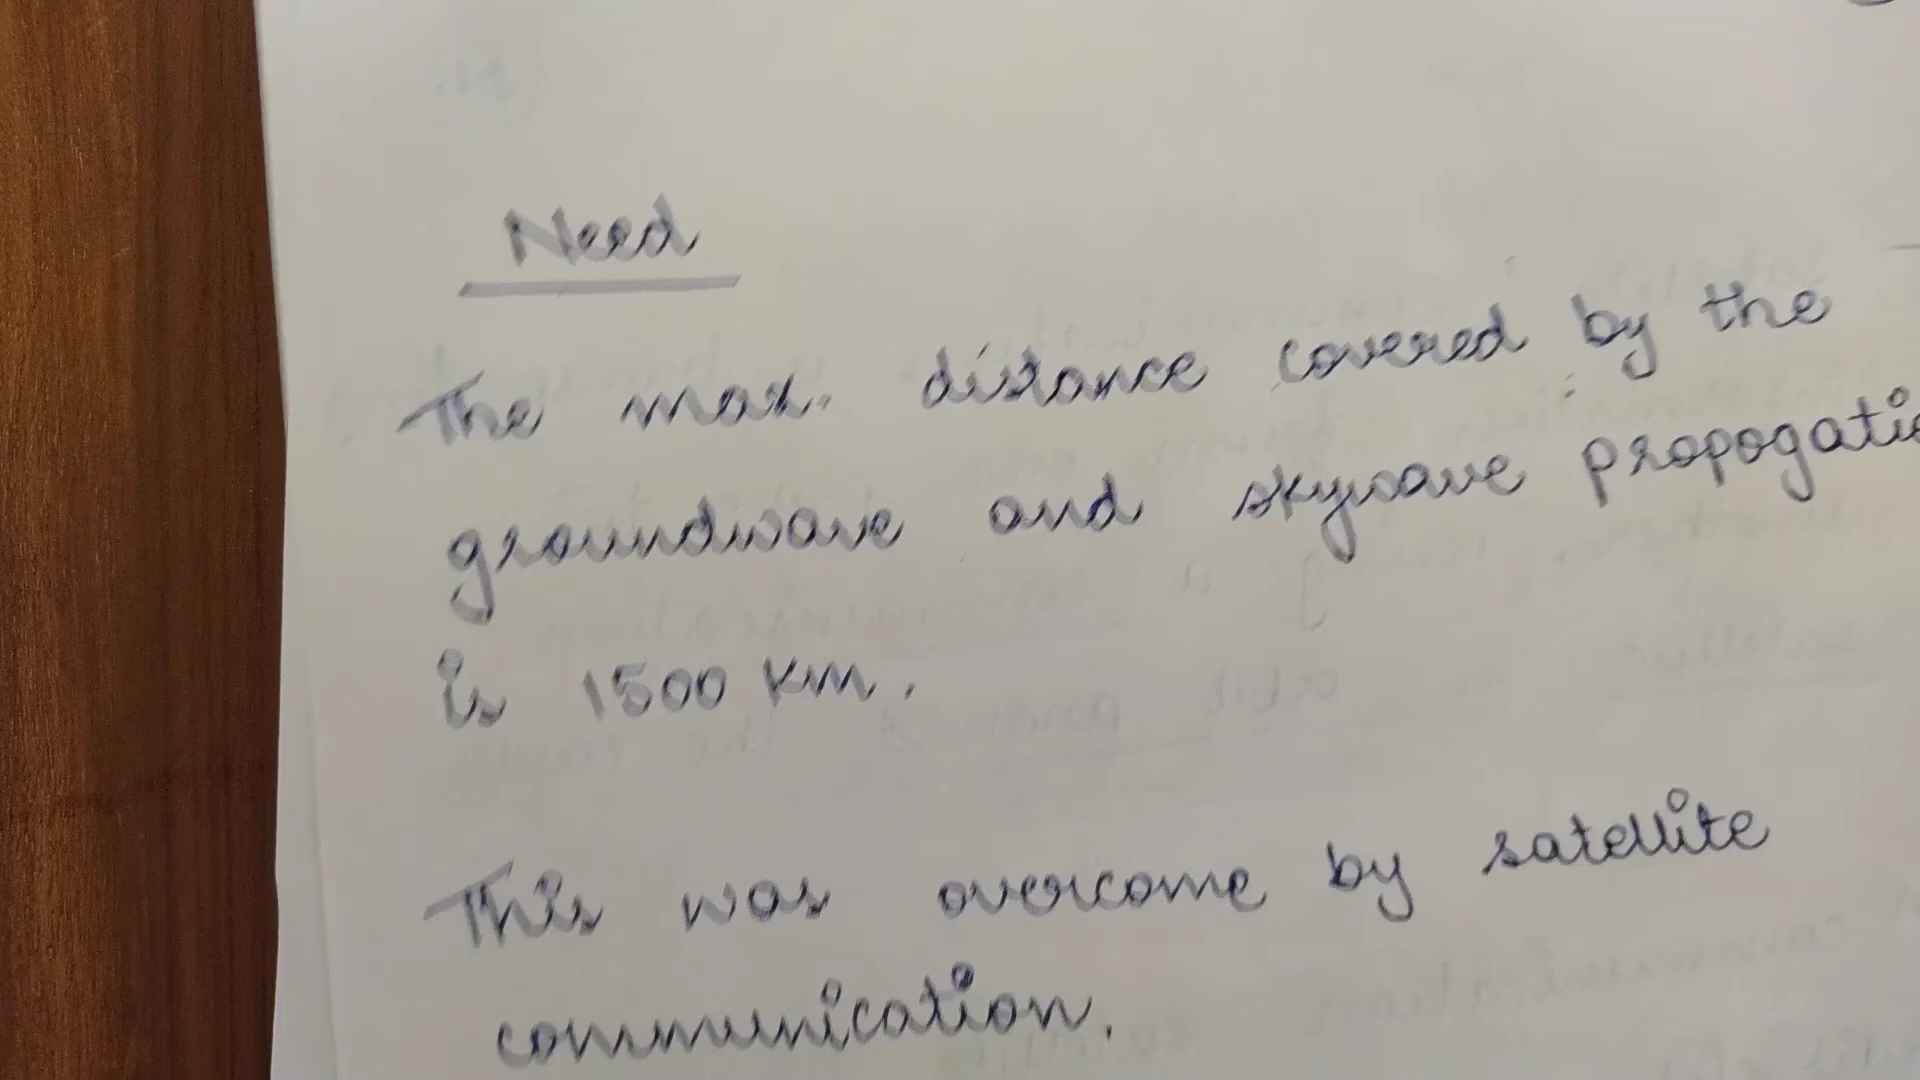 Need
The max. distance covered by the
groundwave and skywave propogatio
is 1500 km.
This was overcome by satellite
communication.